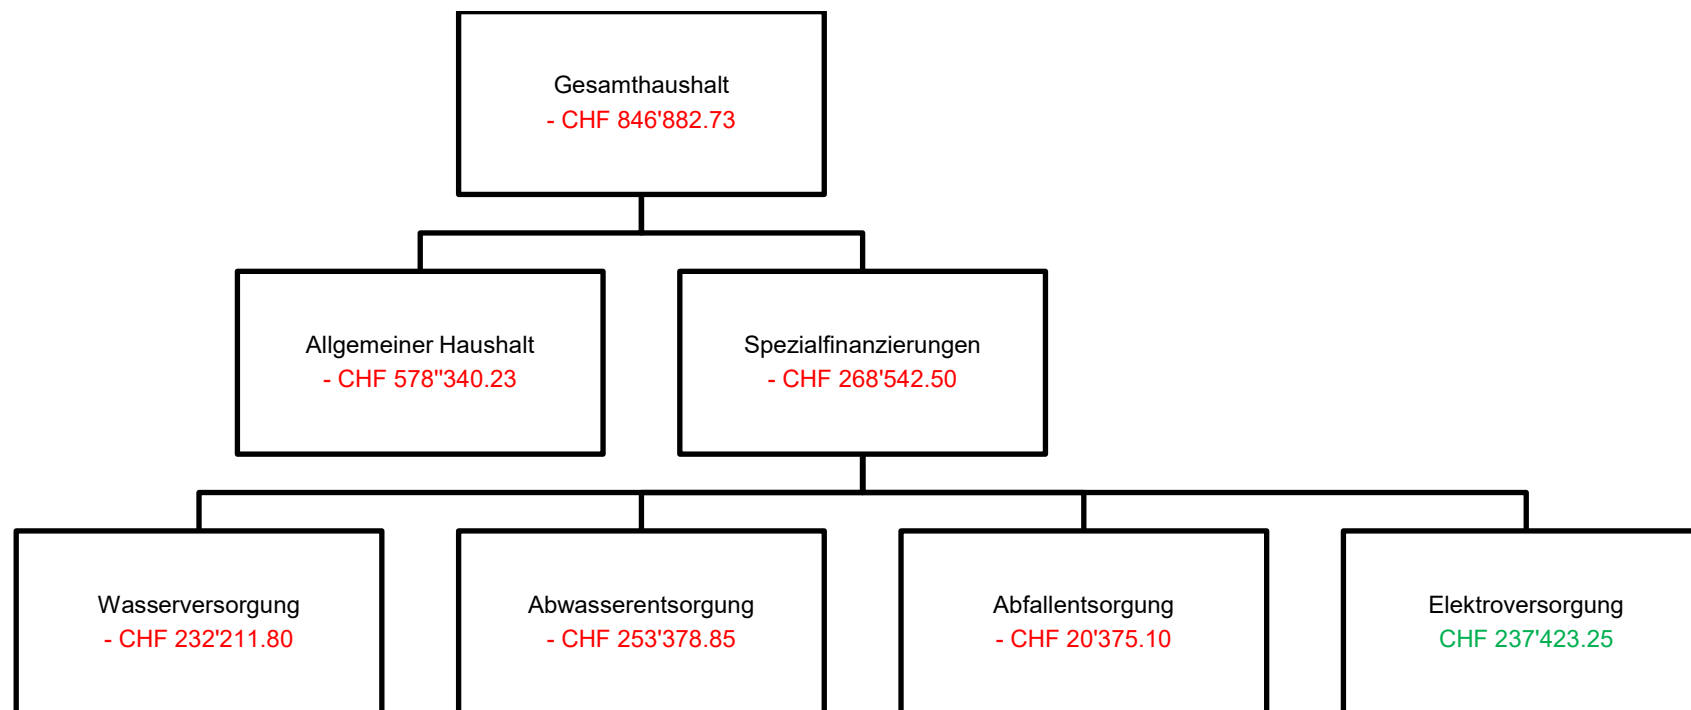 Gesamthaushalt
- CHF 846'882.73
Allgemeiner Haushalt
- CHF 578"340.23
Spezialfinanzierungen
- CHF 268'542.50
Wasserversorgung
- CHF 232'211.80
Abwasserentsorgung
- CHF 253'378.85
Abfallentsorgung
- CHF 20'375.10
Elektroversorgung
CHF 237'423.25